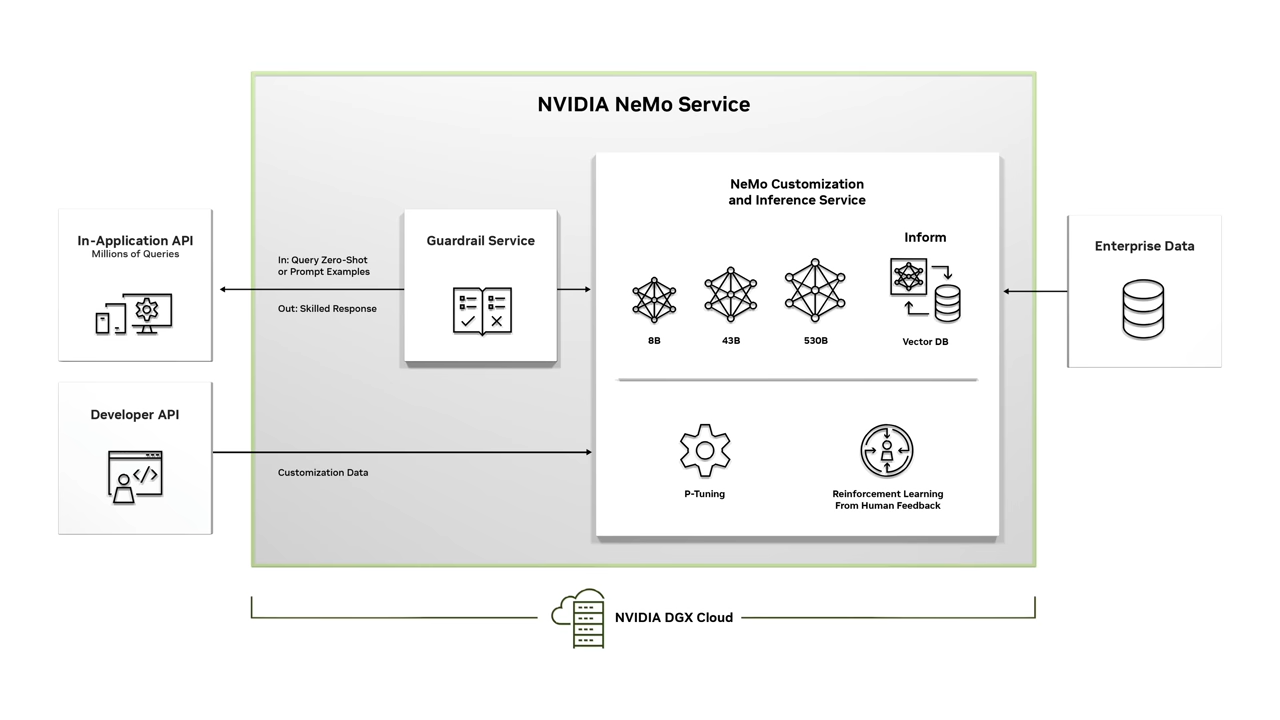 NVIDIA NeMo Service
In-Application API
Millions of Queries
In: Query Zero-Shot
or Prompt Examples
Out: Skilled Response
Guardrail Service
NeMo Customization
and Inference Service
8B
43B
530B
Inform
Vector DB
P-Tuning
Reinforcement Learning
From Human Feedback
Enterprise Data
Developer API
Customization Data
NVIDIA DGX Cloud